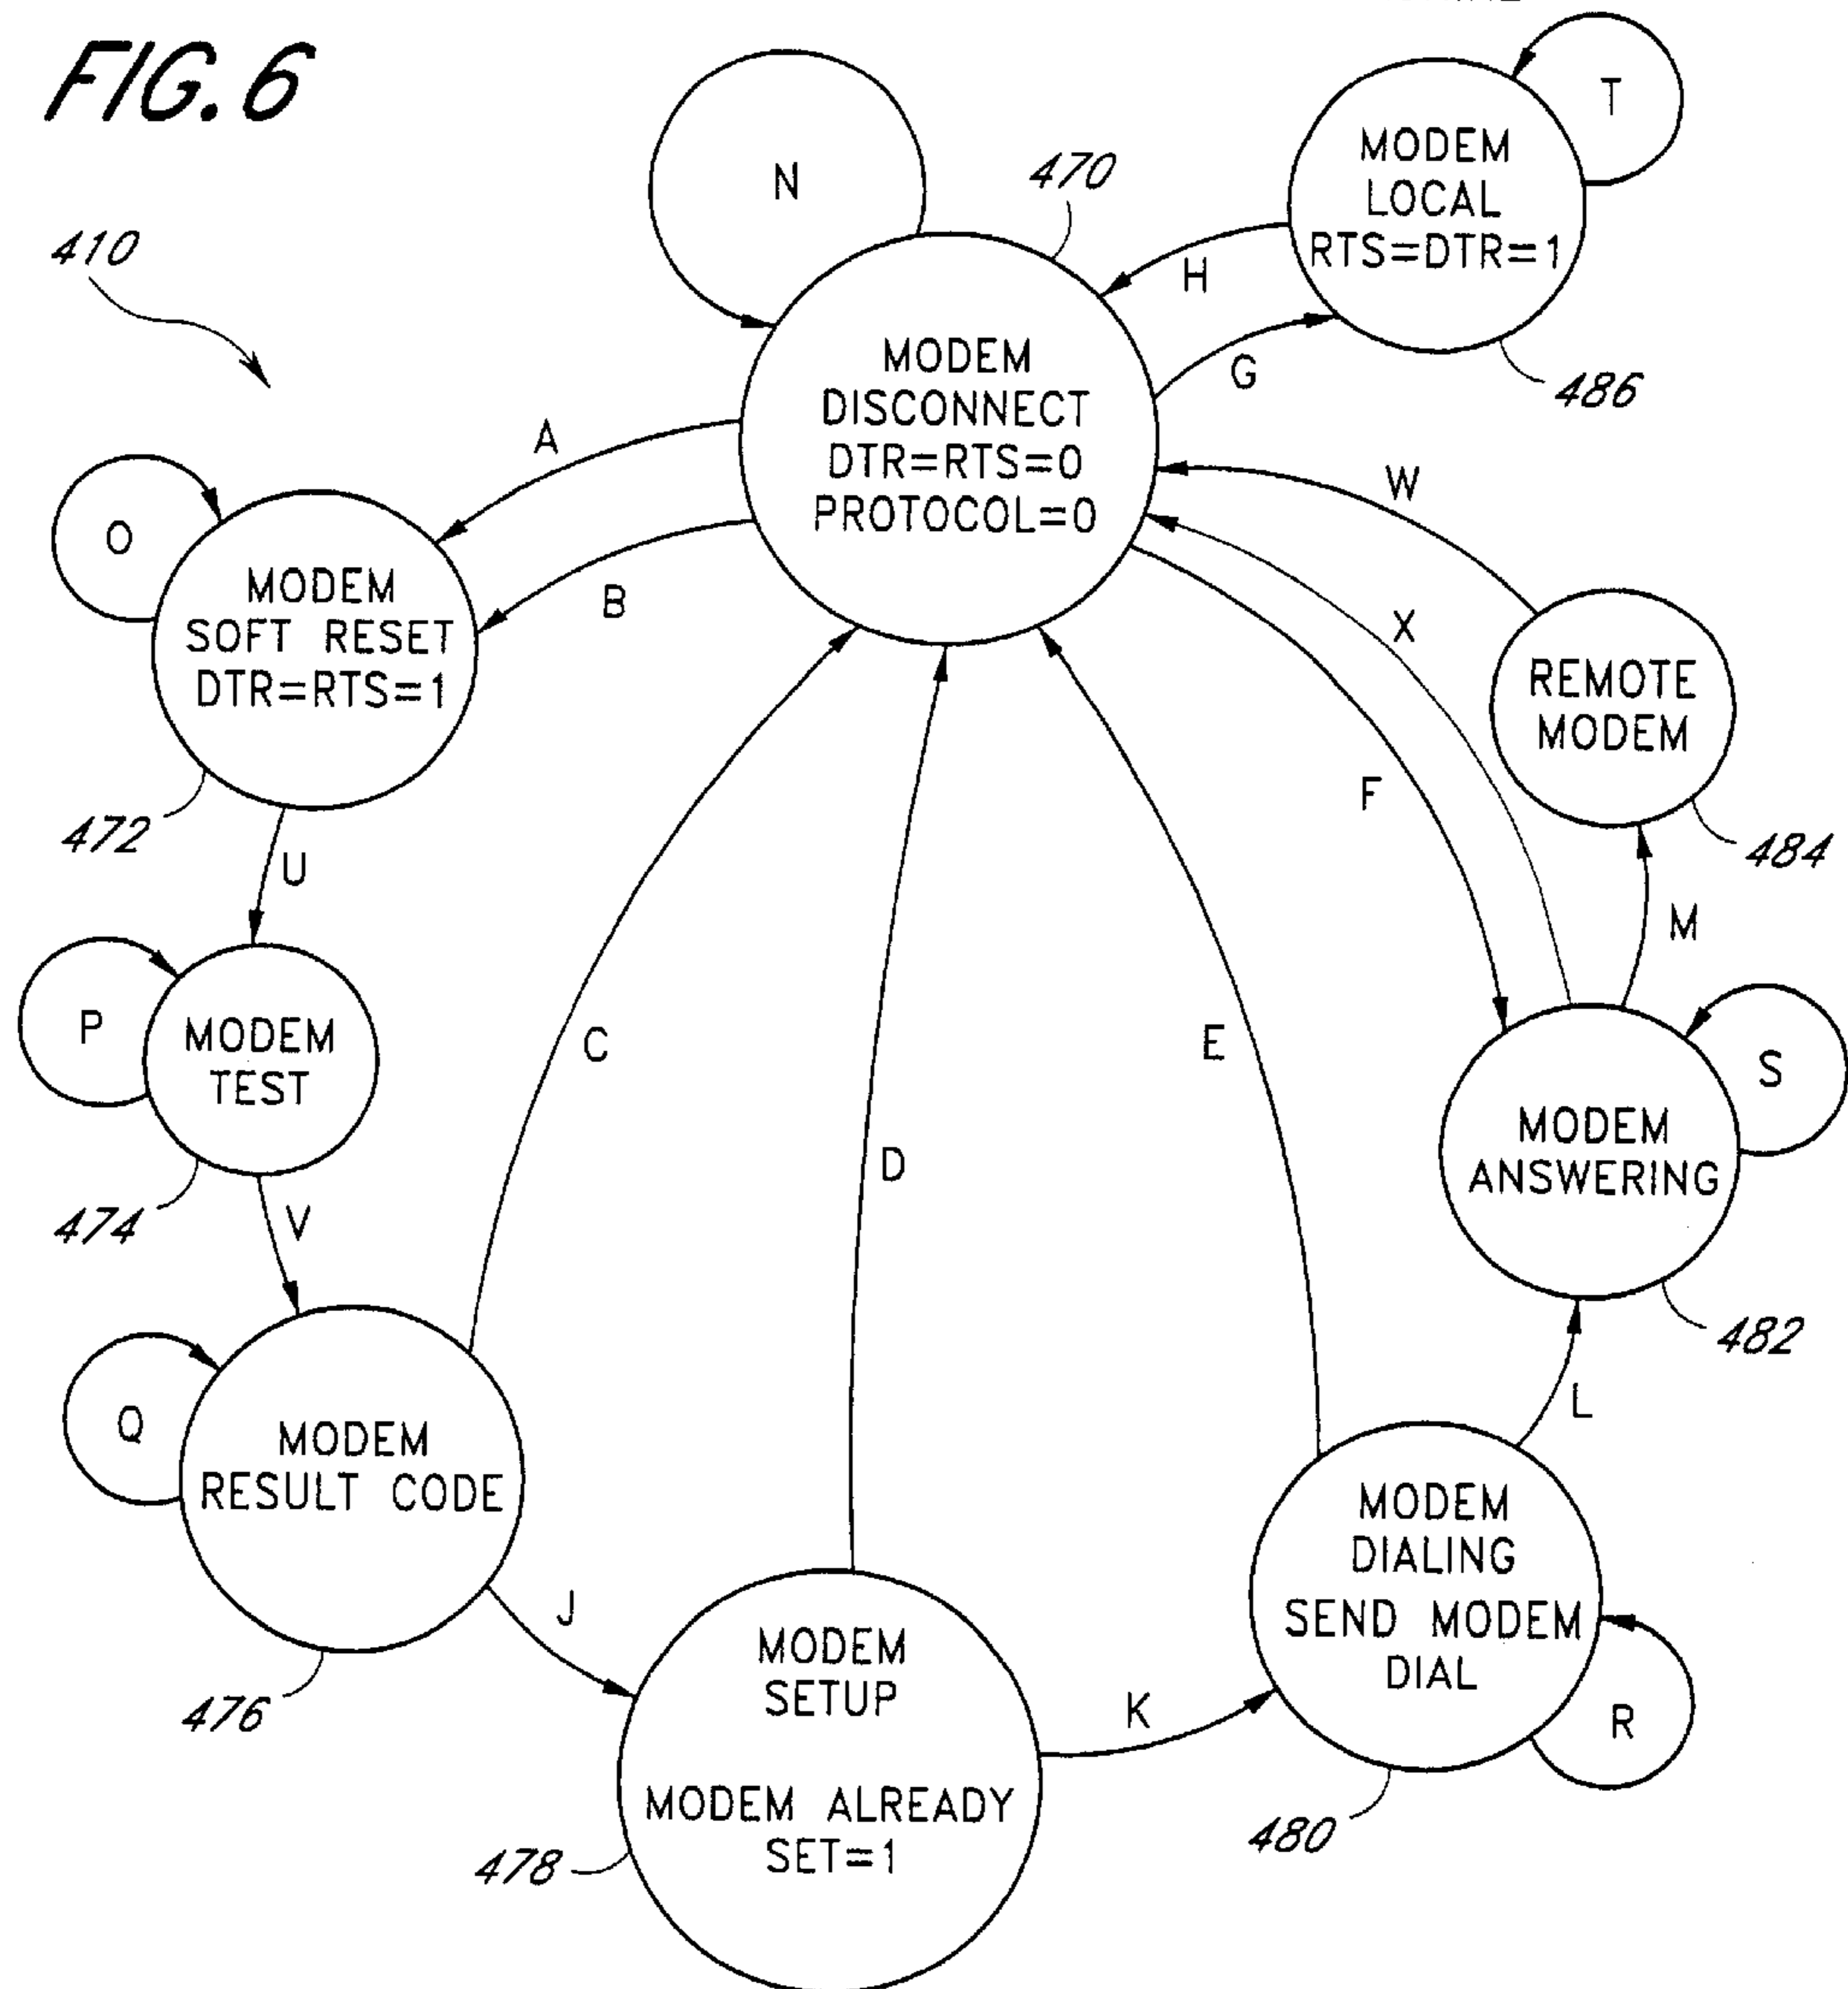 FIG. 6
410
N
470
MODEM
LOCAL
RTS=DTR=1
T
486
H
G
MODEM
DISCONNECT
DTR=RTS=0
PROTOCOL=0
A
B
O
MODEM
SOFT RESET
DTR=RTS=1
472
W
X
F
REMOTE
MODEM
484
U
M
P
MODEM
TEST
474
C
D
E
MODEM
ANSWERING
S
482
V
L
Q
MODEM
RESULT CODE
476
J
MODEM
SETUP
MODEM ALREADY
SET=1
478
K
MODEM
DIALING
SEND MODEM
DIAL
R
480